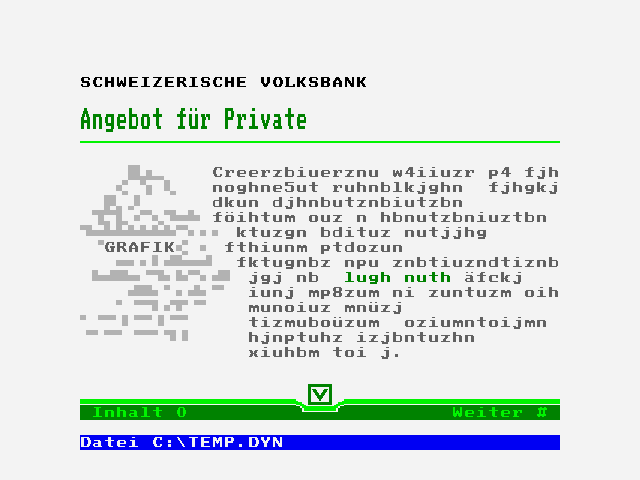 SCHWEIZERISCHE VOLKSBANK
Angebot für Private
Creerzbiuerznu w4iiuzr p4 fjh
noghne5ut ruhnblkjghn fjhgkj
dkun djhnbutznbiutzbn
föihtum ouz n hbnutzbniuztbn
ktuzgn bdituz nutjjhg
GRAFIK fthiunm ptdozun
fktugnbz npu znbtiuzndtiznb
jgj nb lugh nuth äfckj
iunj mp8zum ni zuntuzm oih
munoiuz mnüzj
tizmuboüzum oziumntoijmn
hjnptuhz izjbntuzhn
xiuhbm toi j.
Inhalt 0 Weiter #
Datei C:\TEMP.DYN